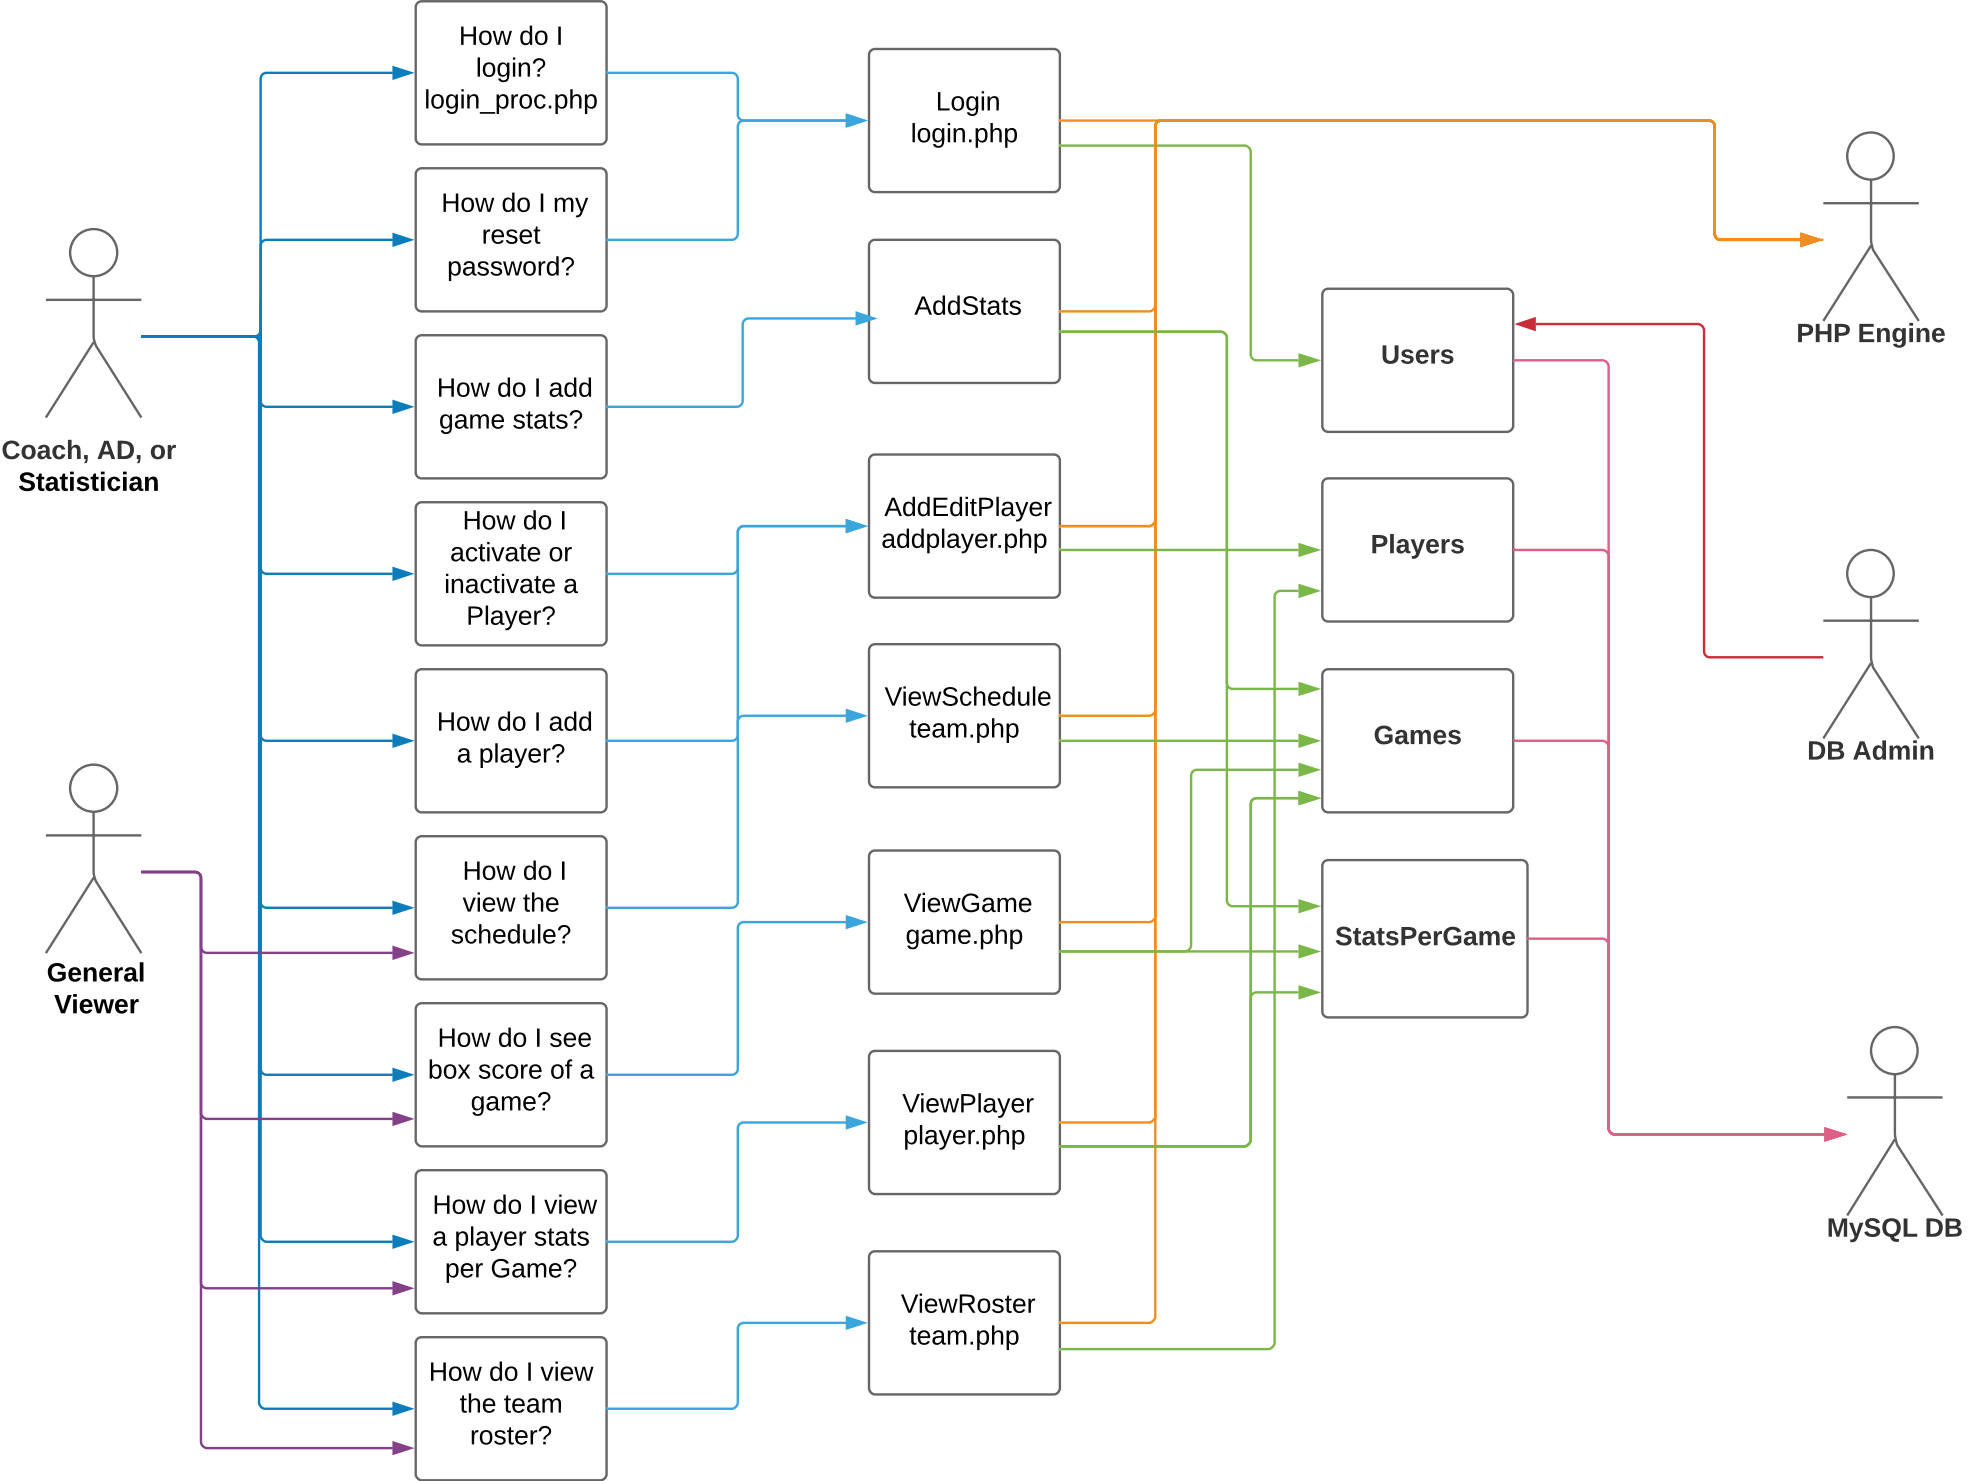 How do I
login?
login_proc.php
How do I my
reset
password?
How do I add
game stats?
How do I
activate or
inactivate a
Player?
How do I add
a player?
How do I
view the
schedule?
How do I see
box score of a
game?
How do I view
a player stats
per Game?
How do I view
the team
roster?
Coach, AD, or
Statistician
General
Viewer
Login
login.php
AddStats
AddEditPlayer
addplayer.php
ViewSchedule
team.php
ViewGame
game.php
ViewPlayer
player.php
ViewRoster
team.php
Users
Players
Games
StatsPerGame
PHP Engine
DB Admin
MySQL DB